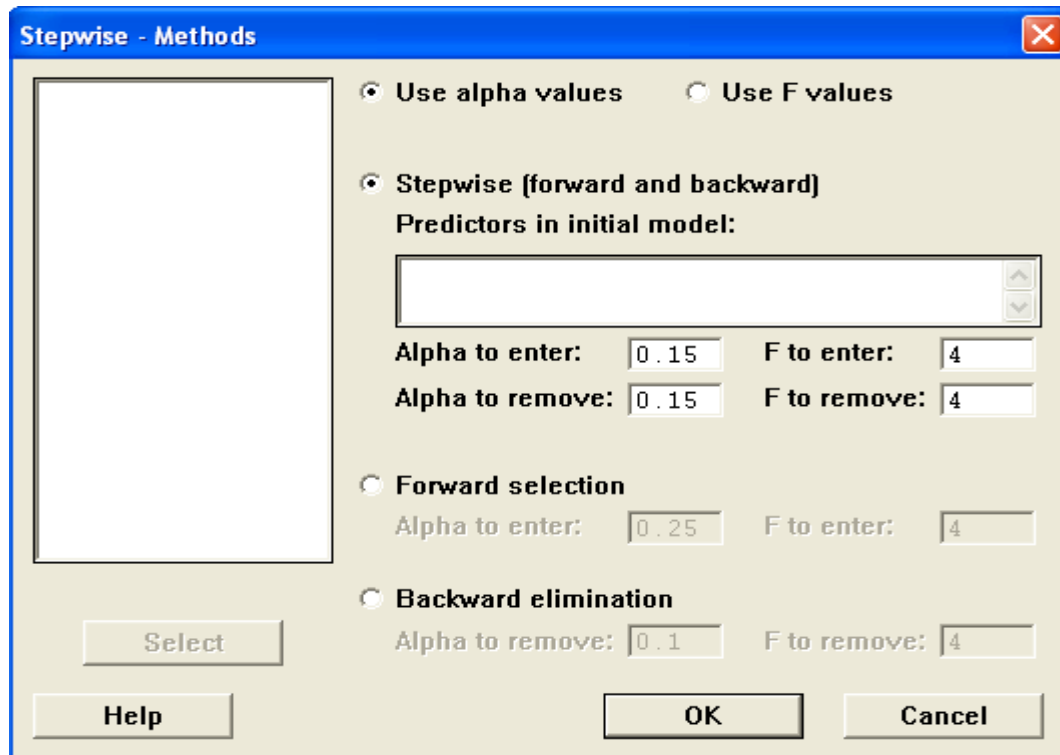 Stepwise - Methods
Use alpha values Use F values
Stepwise (forward and backward)
Predictors in initial model:
Alpha to enter: 0.15 F to enter: 4
Alpha to remove: 0.15 F to remove: 4
Forward selection
Alpha to enter: 0.25 F to enter: 4
Backward elimination
Select
Alpha to remove: 0.1 F to remove: 4
Help OK Cancel